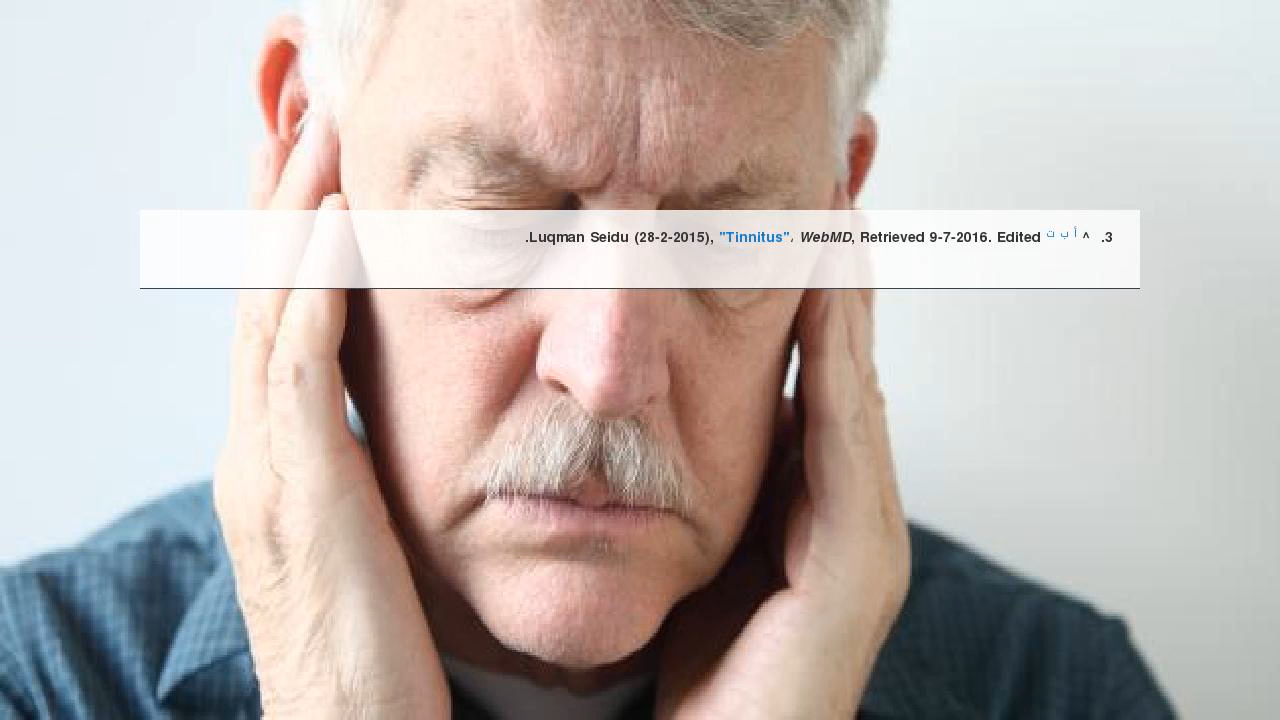 3. ^ أ ب ت Luqman Seidu (28-2-2015), "Tinnitus"، WebMD, Retrieved 9-7-2016. Edited.